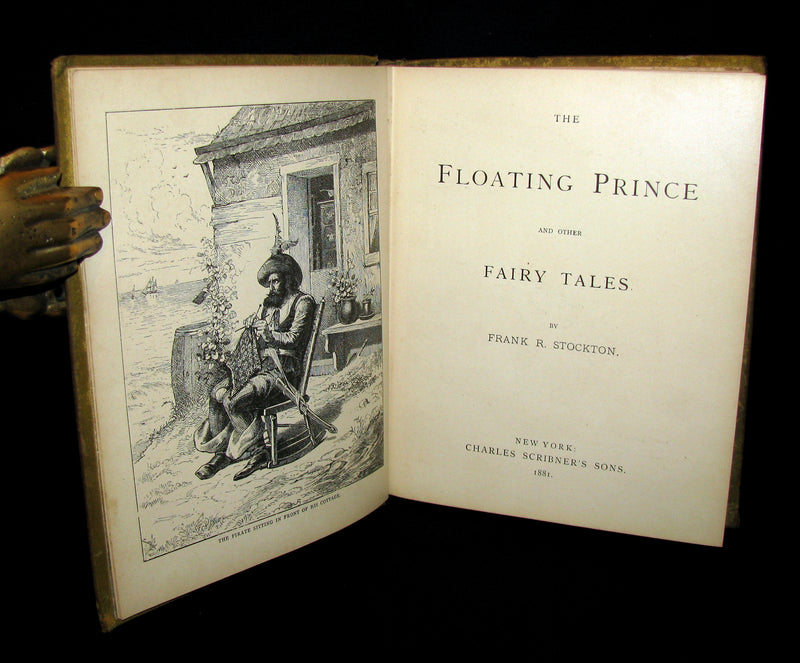 THE PIRATE SITTING IN FRONT OF HIS COTTAGE.
THE
FLOATING PRINCE
AND OTHER
FAIRY TALES.
BY
FRANK R. STOCKTON.
NEW YORK:
CHARLES SCRIBNER'S SONS.
1881.